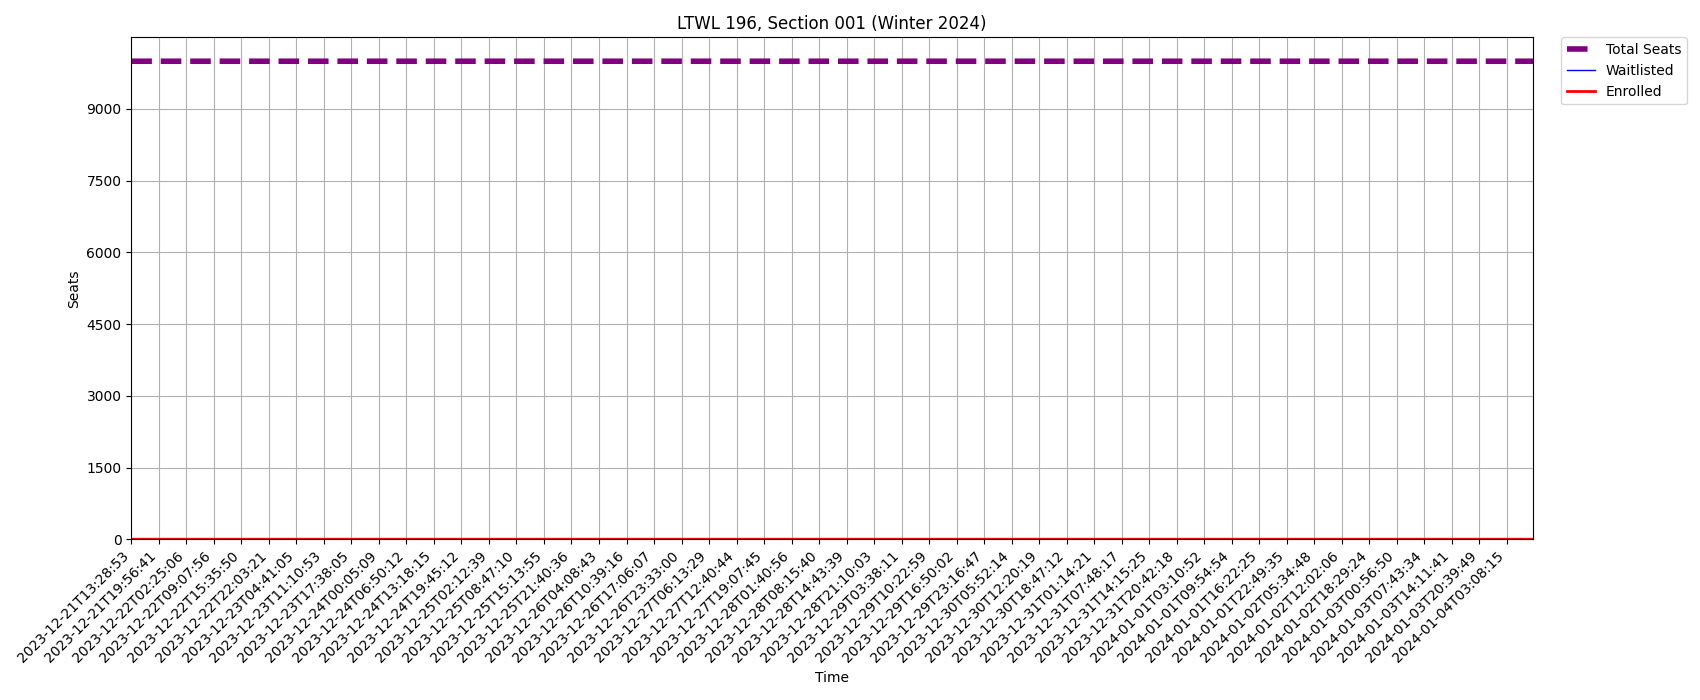 LTWL 196, Section 001 (Winter 2024)
Total Seats
Waitlisted
Enrolled
9000
7500
6000
4500
3000
1500
0
Seats
2023-12-21T13:28:53
2023-12-21T19:56:41
2023-12-22T02:25:06
2023-12-22T09:07:56
2023-12-22T15:35:50
2023-12-22T22:03:21
2023-12-23T04:41:05
2023-12-23T11:10:53
2023-12-23T17:38:05
2023-12-24T00:05:09
2023-12-24T06:50:12
2023-12-24T13:18:15
2023-12-24T19:45:12
2023-12-25T02:12:39
2023-12-25T08:47:10
2023-12-25T15:13:55
2023-12-25T21:40:36
2023-12-26T04:08:43
2023-12-26T10:39:16
2023-12-26T17:06:07
2023-12-26T23:33:00
2023-12-27T06:13:29
2023-12-27T12:40:44
2023-12-27T19:07:45
2023-12-28T01:40:56
2023-12-28T08:15:40
2023-12-28T14:43:39
2023-12-28T21:10:03
2023-12-29T03:38:11
2023-12-29T10:22:59
2023-12-29T16:50:02
2023-12-29T23:16:47
2023-12-30T05:52:14
2023-12-30T12:20:19
2023-12-30T18:47:12
2023-12-31T01:14:21
2023-12-31T07:48:17
2023-12-31T14:15:25
2023-12-31T20:42:18
2024-01-01T03:10:52
2024-01-01T09:54:54
2024-01-01T16:22:25
2024-01-01T22:49:35
2024-01-02T05:34:48
2024-01-02T12:02:06
2024-01-02T18:29:24
2024-01-03T00:56:50
2024-01-03T07:43:34
2024-01-03T14:11:41
2024-01-03T20:39:49
2024-01-04T03:08:15
Time